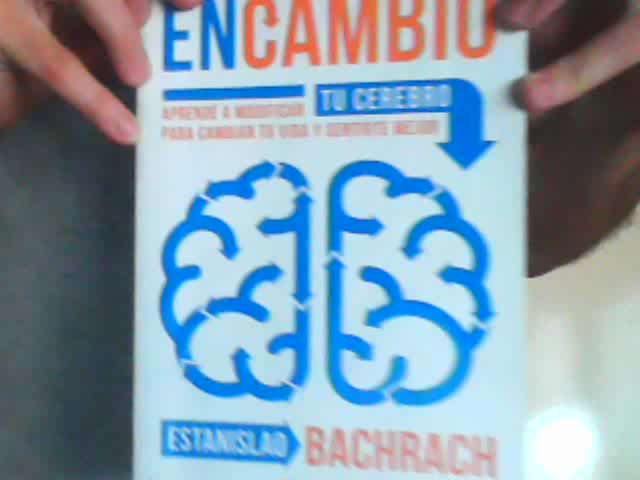 ENCAMBIO
APRENDE A MODIFICAR TU CEREBRO
PARA CAMBIAR TU VIDA Y SENTIRTE MEJOR
ESTANISLAO BACHRACH